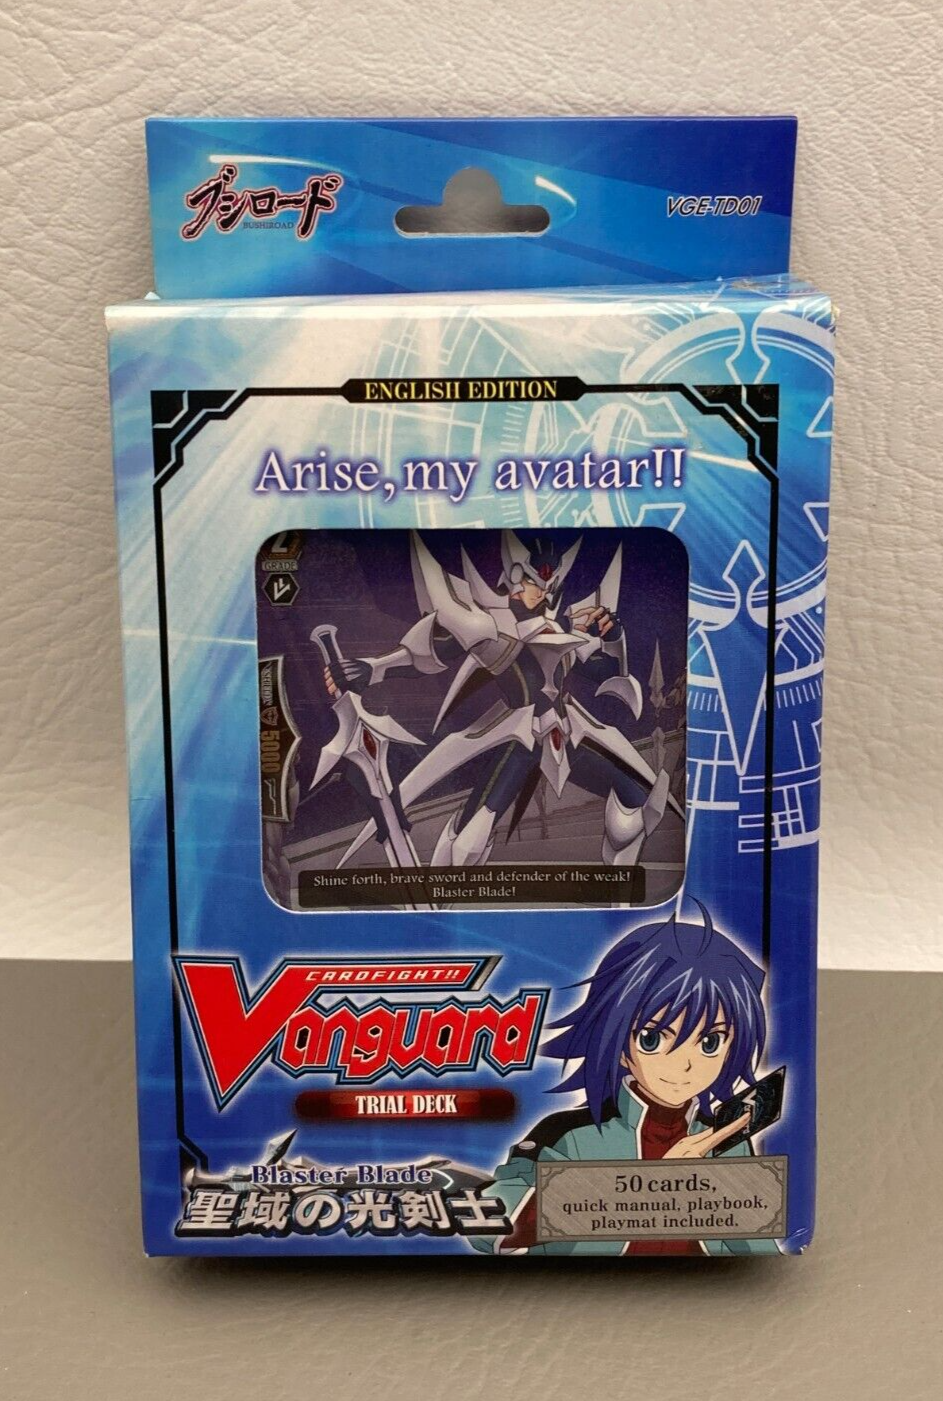 ブシロード
BUSHIROAD
VGE-TD01
ENGLISH EDITION
Arise, my avatar!!
2
GRADE
5000
Shine forth, brave sword and defender of the weak!
Blaster Blade!
CARDFIGHT!!
Vanguard
TRIAL DECK
Blaster Blade
聖域の光剣士
50 cards,
quick manual, playbook,
playmat included.